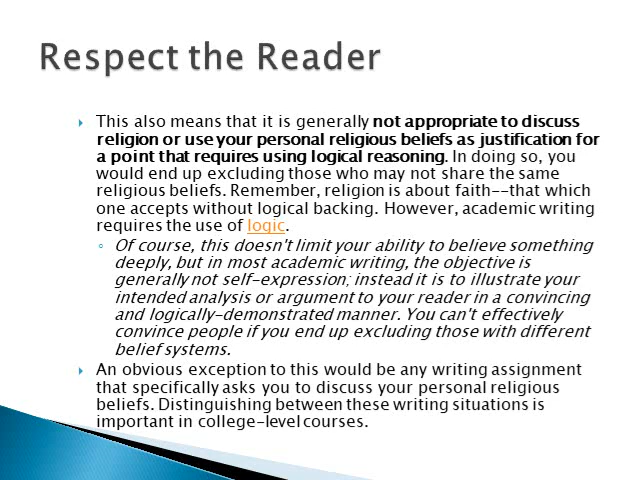 Respect the Reader
This also means that it is generally not appropriate to discuss
religion or use your personal religious beliefs as justification for
a point that requires using logical reasoning. In doing so, you
would end up excluding those who may not share the same
religious beliefs. Remember, religion is about faith--that which
one accepts without logical backing. However, academic writing
requires the use of logic.
Of course, this doesn't limit your ability to believe something
deeply, but in most academic writing, the objective is
generally not self-expression; instead it is to illustrate your
intended analysis or argument to your reader in a convincing
and logically-demonstrated manner. You can't effectively
convince people if you end up excluding those with different
belief systems.
An obvious exception to this would be any writing assignment
that specifically asks you to discuss your personal religious
beliefs. Distinguishing between these writing situations is
important in college-level courses.